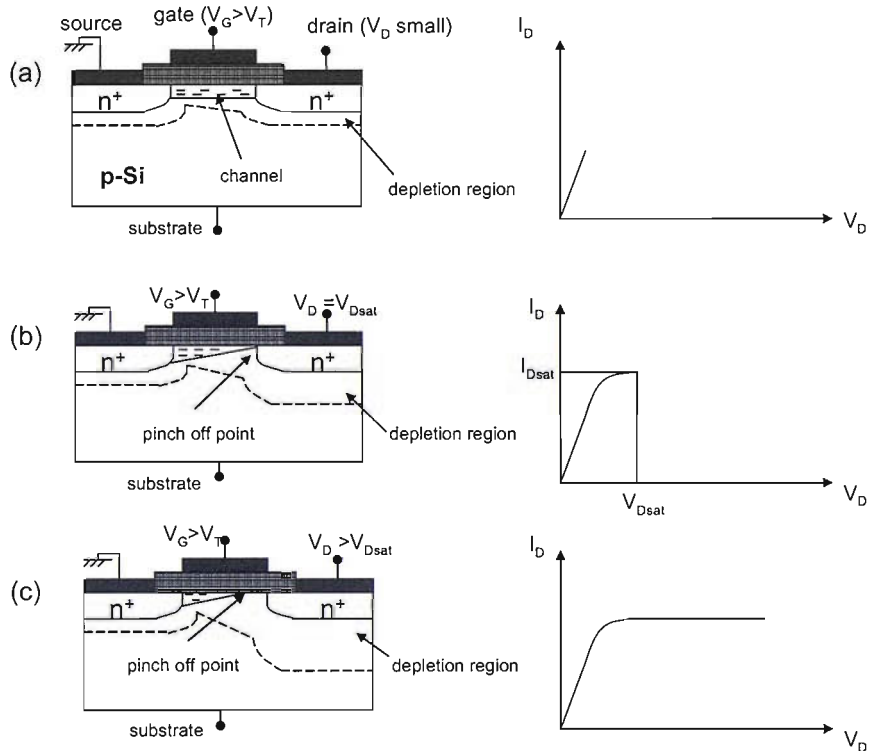 gate (V_G>V_T)
source
drain (V_D small)
I_D
(a)
n⁺
n⁺
p-Si
channel
depletion region
substrate
V_D
V_G>V_T
V_D =V_Dsat
I_D
(b)
n⁺
n⁺
I_Dsat
pinch off point
depletion region
substrate
V_Dsat
V_D
V_G>V_T
V_D >V_Dsat
I_D
(c)
n⁺
n⁺
pinch off point
depletion region
substrate
V_D